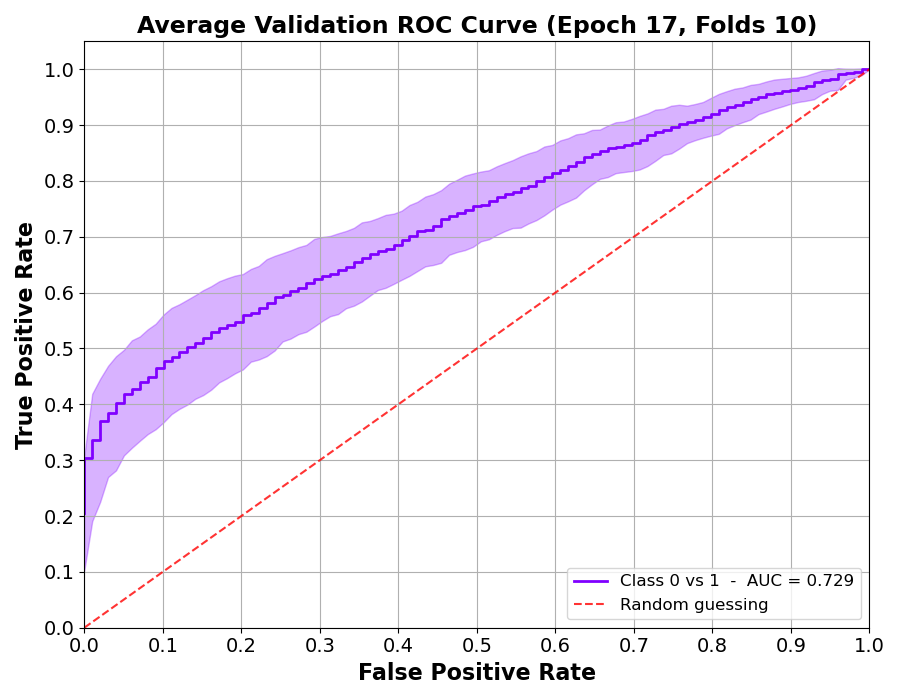 Average Validation ROC Curve (Epoch 17, Folds 10)
True Positive Rate
1.0
0.9
0.8
0.7
0.6
0.5
0.4
0.3
0.2
0.1
0.0
Class 0 vs 1 - AUC = 0.729
Random guessing
0.0 0.1 0.2 0.3 0.4 0.5 0.6 0.7 0.8 0.9 1.0
False Positive Rate